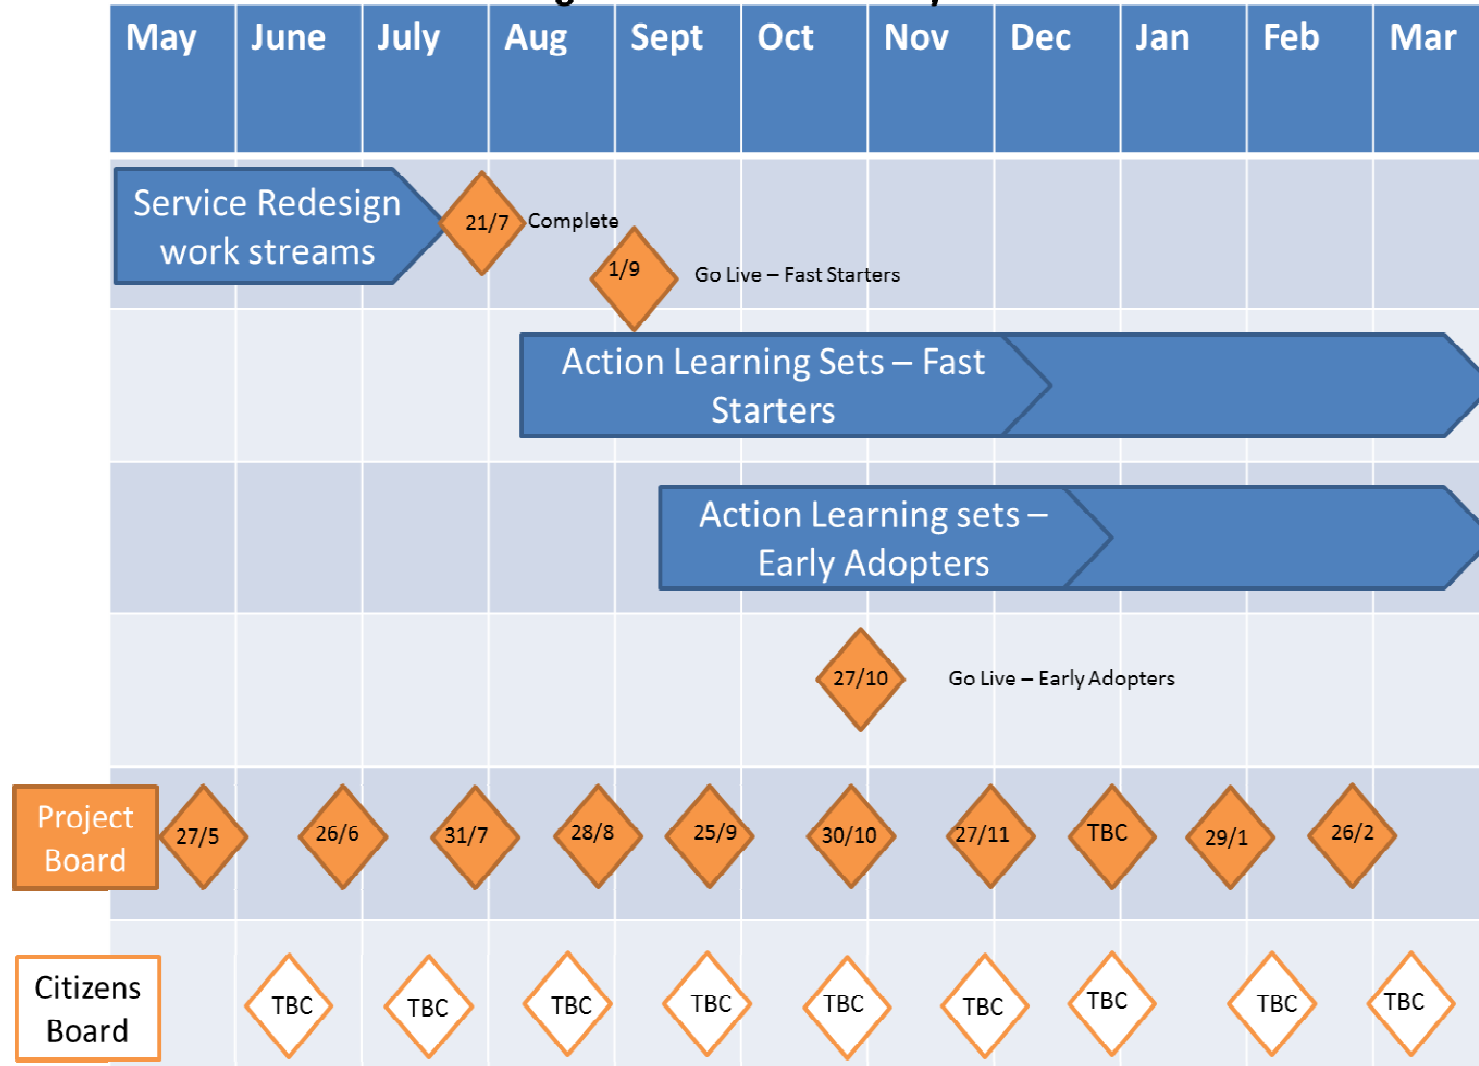 May June July Aug Sept Oct Nov Dec Jan Feb Mar
Service Redesign
work streams
21/7 Complete
1/9 Go Live – Fast Starters
Action Learning Sets – Fast
Starters
Action Learning sets –
Early Adopters
27/10 Go Live – Early Adopters
Project
Board
27/5 26/6 31/7 28/8 25/9 30/10 27/11 TBC 29/1 26/2
Citizens
Board
TBC TBC TBC TBC TBC TBC TBC TBC TBC